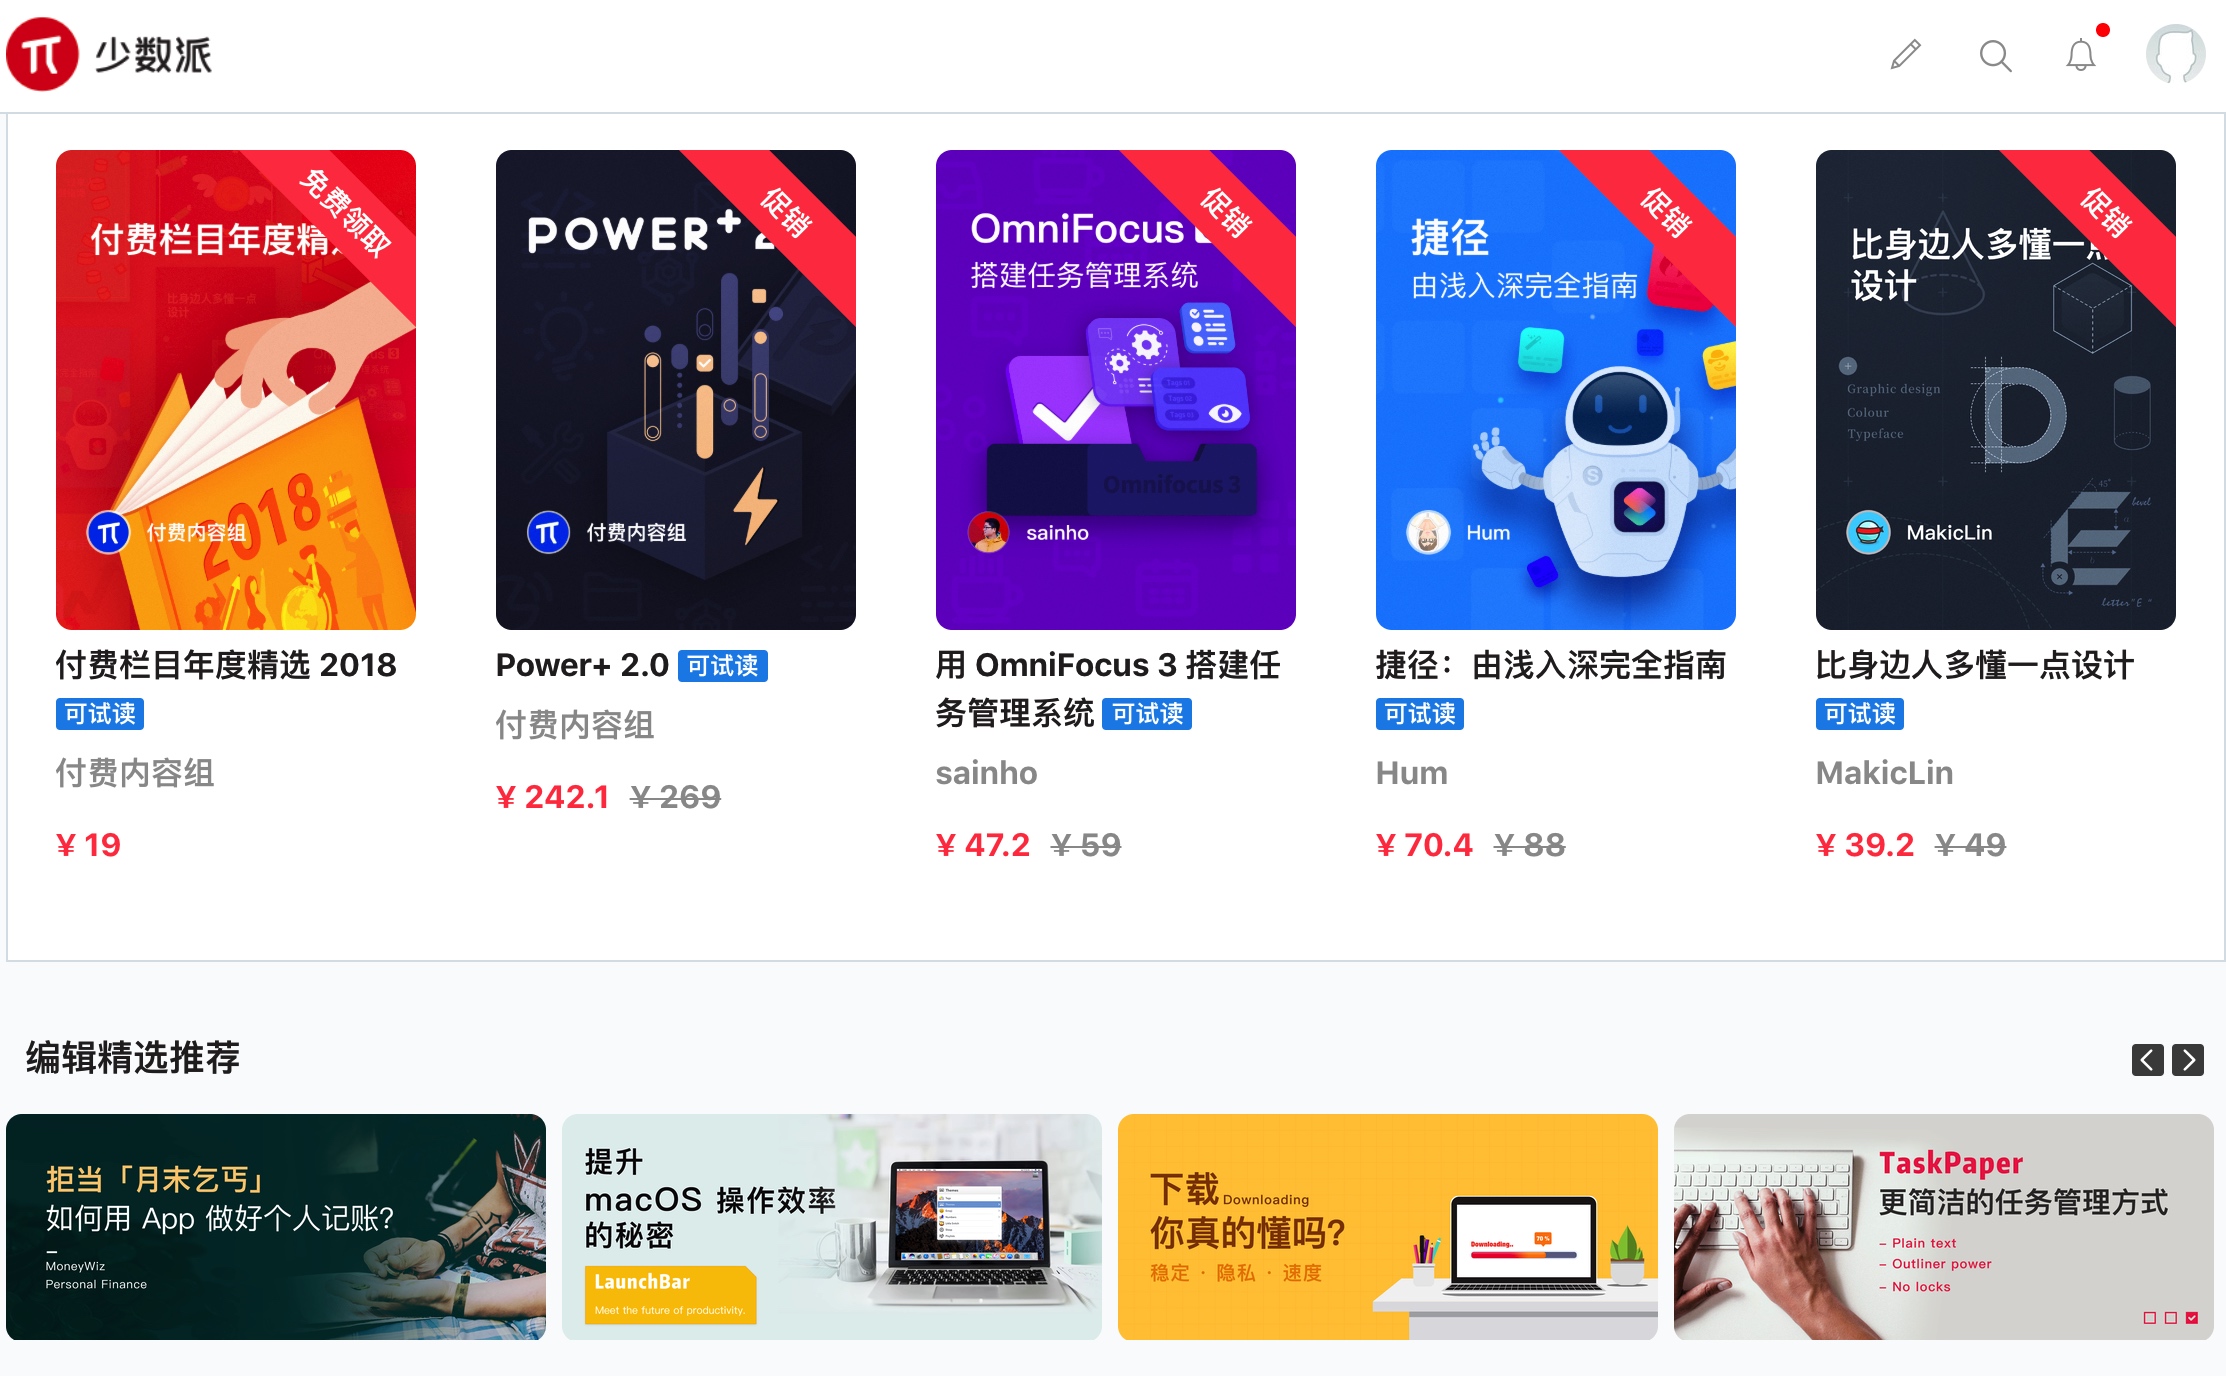 少数派
免费领取
付费栏目年度精
付费内容组
2018
付费栏目年度精选 2018
可试读
付费内容组
¥ 19
促销
POWER+ 2
付费内容组
Power+ 2.0 可试读
付费内容组
¥ 242.1 ¥ 269
促销
OmniFocus
搭建任务管理系统
Omnifocus 3
sainho
用 OmniFocus 3 搭建任
务管理系统 可试读
sainho
¥ 47.2 ¥ 59
促销
捷径
由浅入深完全指南
Hum
捷径：由浅入深完全指南
可试读
Hum
¥ 70.4 ¥ 88
促销
比身边人多懂一点
设计
Graphic design
Colour
Typeface
45°
level
letter "E"
MakicLin
比身边人多懂一点设计
可试读
MakicLin
¥ 39.2 ¥ 49
编辑精选推荐
拒当「月末乞丐」
如何用 App 做好个人记账?
–
MoneyWiz
Personal Finance
提升
macOS 操作效率
的秘密
LaunchBar
Meet the future of productivity.
下载 Downloading
你真的懂吗?
稳定 · 隐私 · 速度
Downloading..
70 %
TaskPaper
更简洁的任务管理方式
– Plain text
– Outliner power
– No locks